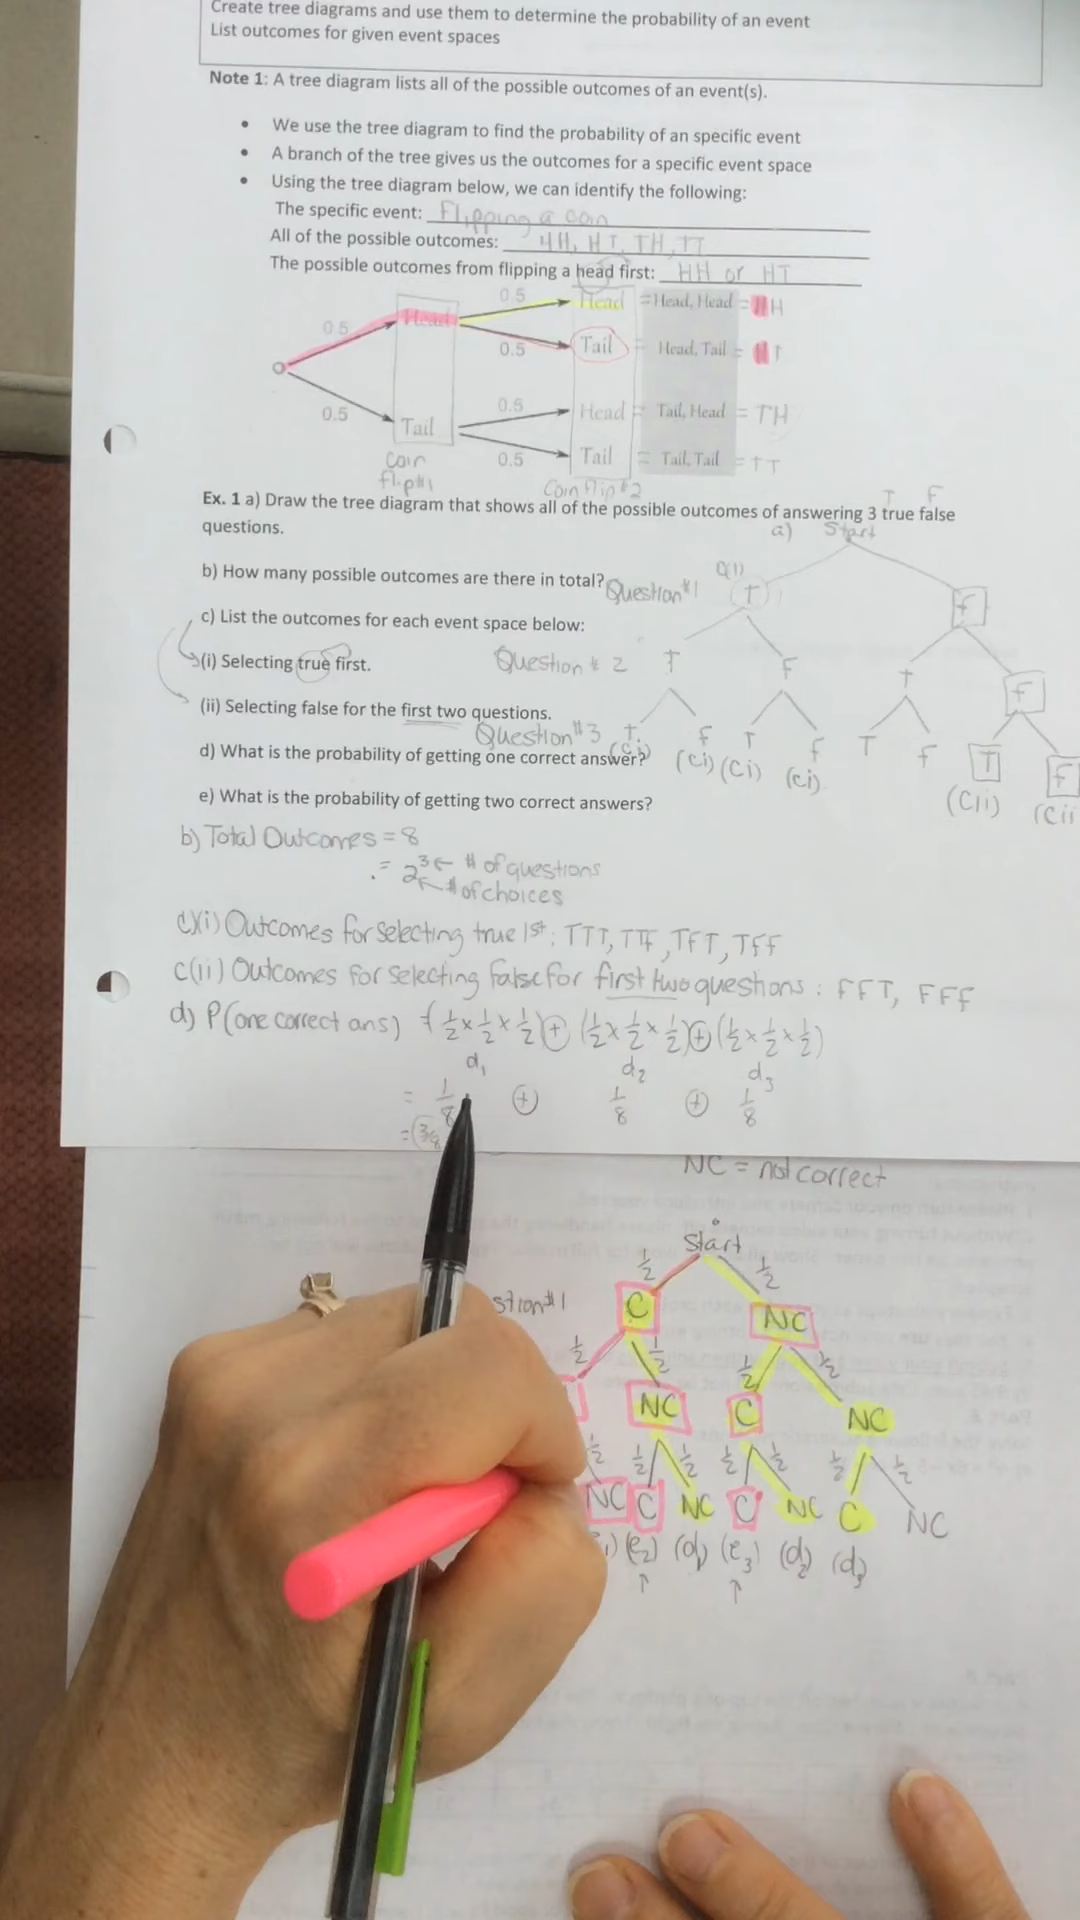 Create tree diagrams and use them to determine the probability of an event
List outcomes for given event spaces
Note 1: A tree diagram lists all of the possible outcomes of an event(s).
• We use the tree diagram to find the probability of an specific event
• A branch of the tree gives us the outcomes for a specific event space
• Using the tree diagram below, we can identify the following:
The specific event: Flipping a coin
All of the possible outcomes: HH, HT, TH, TT
The possible outcomes from flipping a head first: HH or HT
0.5 Head 0.5 Head = Head, Head = HH
0.5 Tail = Head, Tail = HT
0.5 Tail 0.5 Head = Tail, Head = TH
0.5 Tail = Tail, Tail = TT
Coin flip #1
Coin Flip #2
T F
Ex. 1 a) Draw the tree diagram that shows all of the possible outcomes of answering 3 true false
questions.
a) Start
b) How many possible outcomes are there in total?
Question #1 T F
c) List the outcomes for each event space below:
(i) Selecting true first.
Question # 2 T F T F
(ii) Selecting false for the first two questions.
Question #3 T F T F T F T F
d) What is the probability of getting one correct answer?
(ci) (ci) (ci) (ci) (cii) (cii
e) What is the probability of getting two correct answers?
b) Total Outcomes = 8
= 2³ ← # of questions
← # of choices
c)(i) Outcomes for selecting true 1st: TTT, TTF, TFT, TFF
c(ii) Outcomes for selecting False for first two questions: FFT, FFF
d) P(one correct ans) = (½ × ½ × ½) + (½ × ½ × ½) + (½ × ½ × ½)
d₁ d₂ d₃
= 1/8 + 1/8 + 1/8
= 3/8
NC = not correct
Start
½ ½
stion #1 C NC
½ ½ ½ ½
NC C NC
½ ½ ½ ½ ½ ½ ½
NC C NC C NC C NC
₁) (e₂) (d₁) (e₃) (d₂) (d₃)